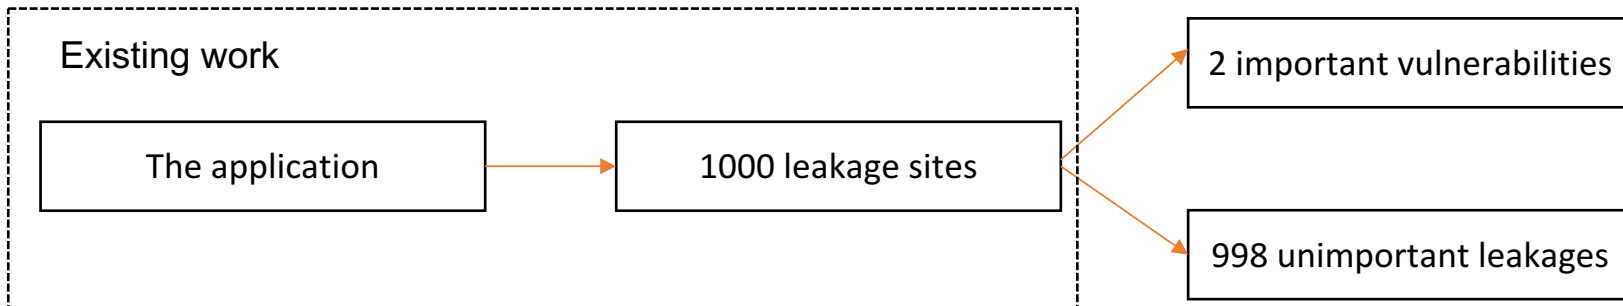 Existing work
The application
1000 leakage sites
2 important vulnerabilities
998 unimportant leakages